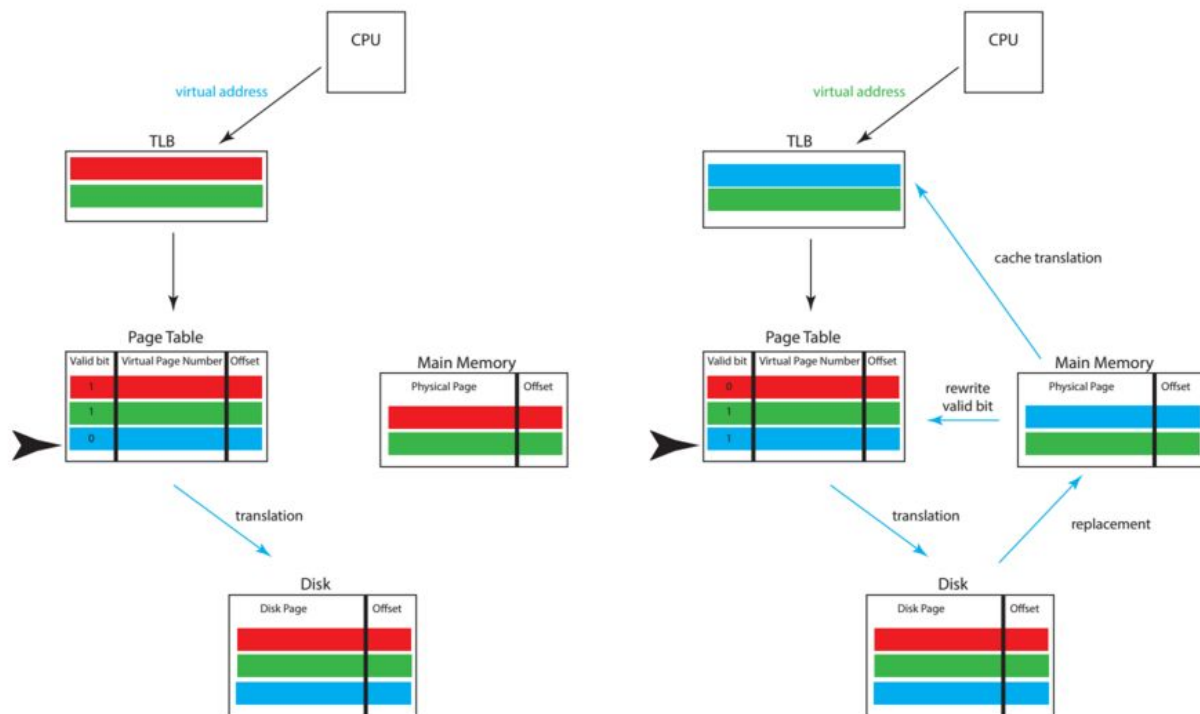 CPU
virtual address
TLB
Page Table
Valid bit Virtual Page Number Offset
1
1
0
Main Memory
Physical Page Offset
translation
Disk
Disk Page Offset
CPU
virtual address
TLB
cache translation
Page Table
Valid bit Virtual Page Number Offset
0
1
1
rewrite
valid bit
Main Memory
Physical Page Offset
translation
replacement
Disk
Disk Page Offset